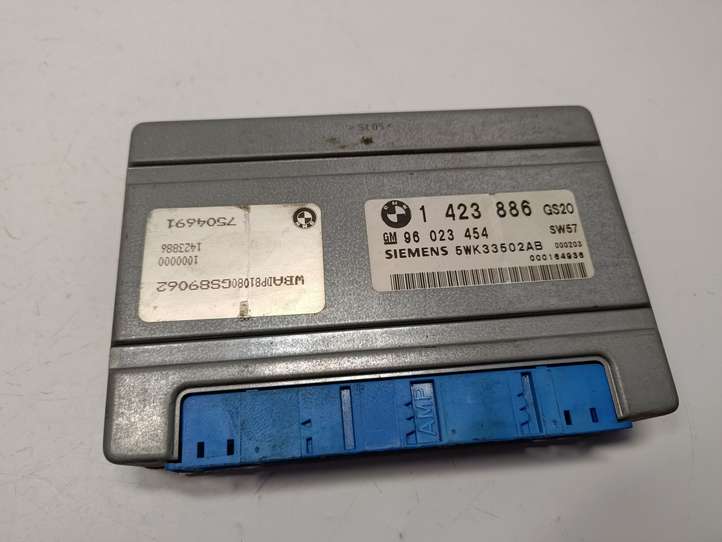 1 423 886 GS20
GM 96 023 454 SW57
SIEMENS 5WK33502AB 000203
000164936
7504691
1423886
1000000
WBADP81080GS89062
AMP